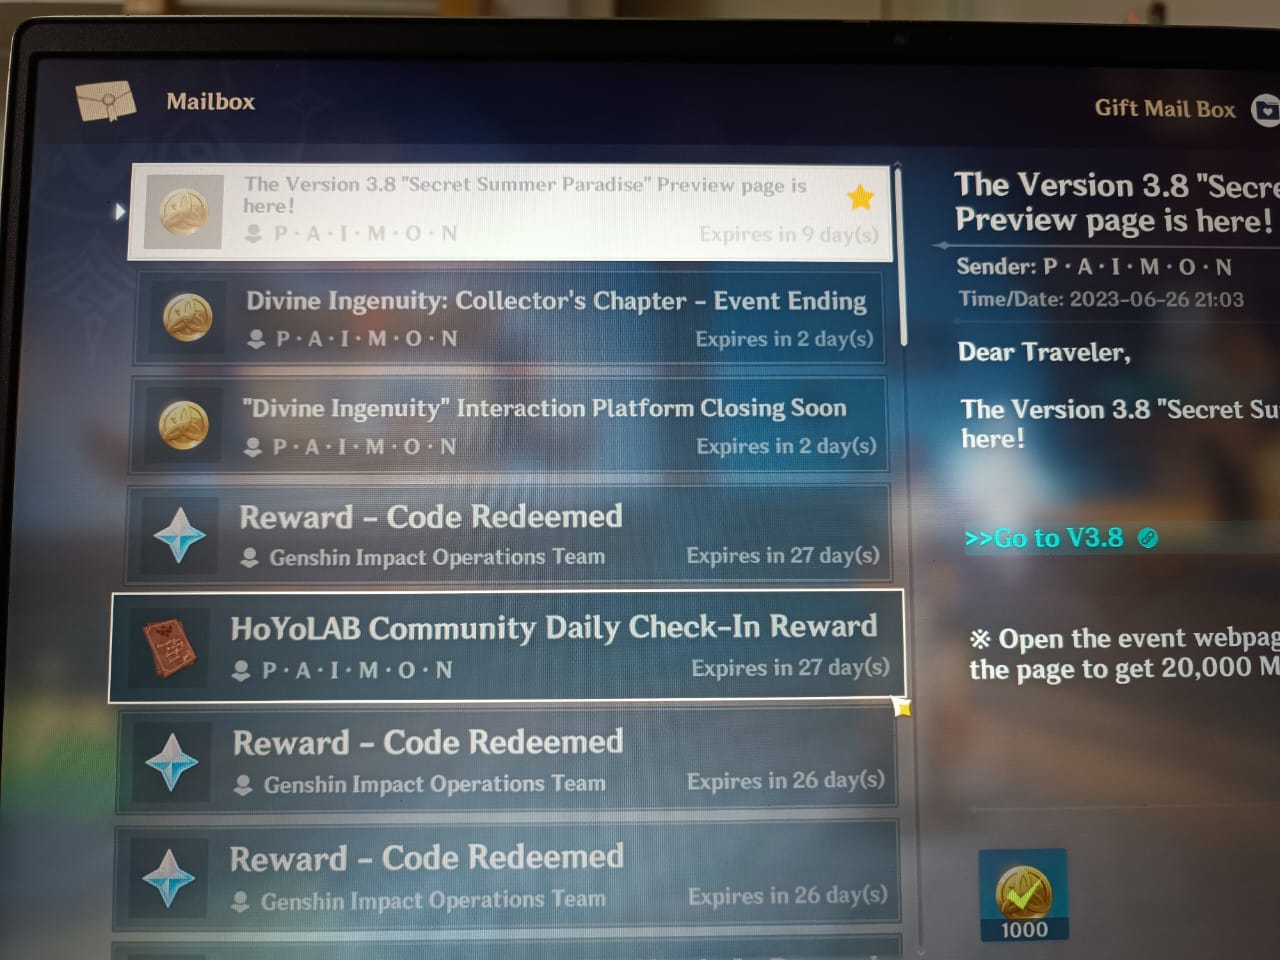 Mailbox
Gift Mail Box
The Version 3.8 "Secret Summer Paradise" Preview page is
here!
P · A · I · M · O · N
Expires in 9 day(s)
Divine Ingenuity: Collector's Chapter – Event Ending
P · A · I · M · O · N
Expires in 2 day(s)
"Divine Ingenuity" Interaction Platform Closing Soon
P · A · I · M · O · N
Expires in 2 day(s)
Reward – Code Redeemed
Genshin Impact Operations Team
Expires in 27 day(s)
HoYoLAB Community Daily Check-In Reward
P · A · I · M · O · N
Expires in 27 day(s)
Reward – Code Redeemed
Genshin Impact Operations Team
Expires in 26 day(s)
Reward – Code Redeemed
Genshin Impact Operations Team
Expires in 26 day(s)
The Version 3.8 "Secre
Preview page is here!
Sender: P · A · I · M · O · N
Time/Date: 2023-06-26 21:03
Dear Traveler,
The Version 3.8 "Secret Su
here!
>>Go to V3.8
※ Open the event webpag
the page to get 20,000 M
1000